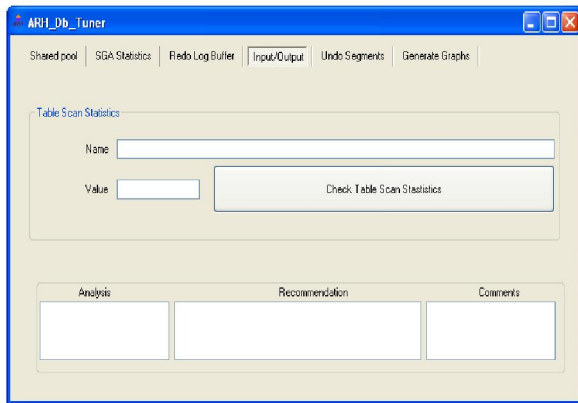 ARH_Db_Tuner
Shared pool SGA Statistics Redo Log Buffer Input/Output Undo Segments Generate Graphs
Table Scan Statistics
Name
Value Check Table Scan Stastistics
Analysis Recommendation Comments